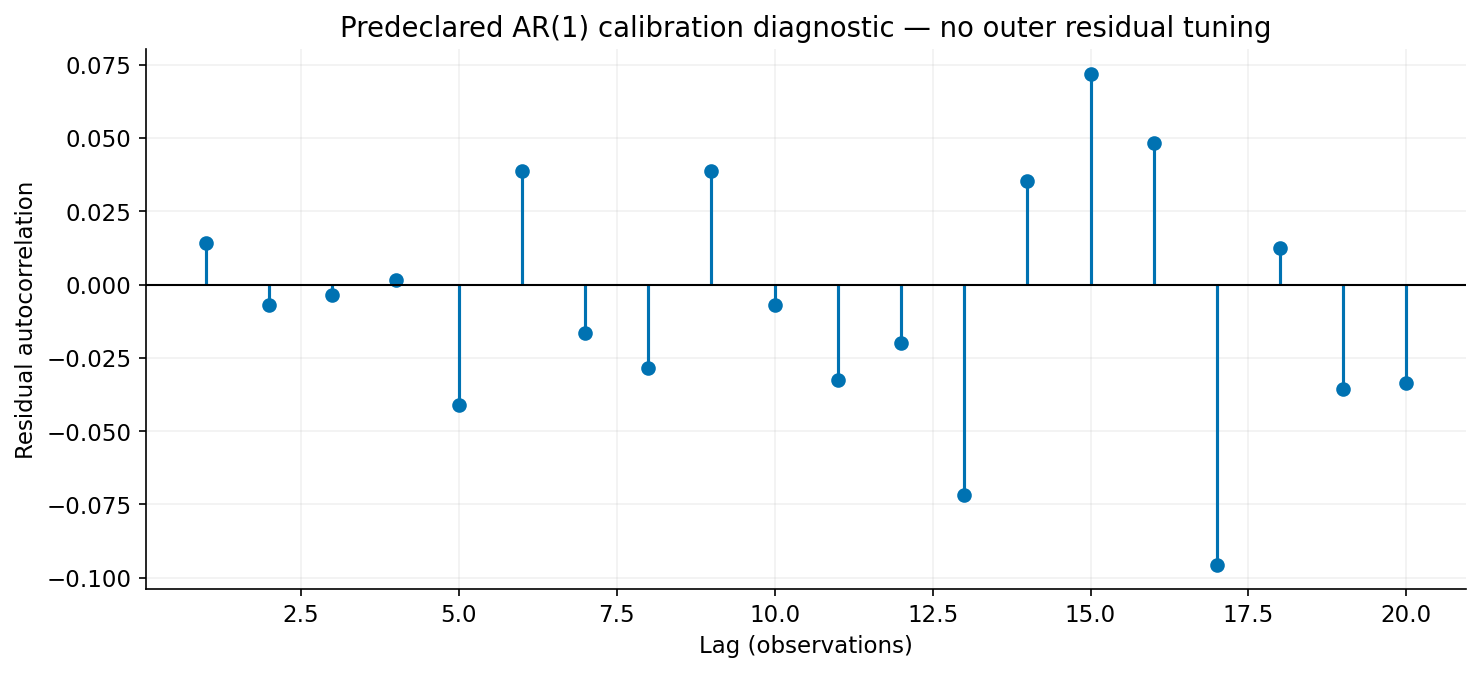 Predeclared AR(1) calibration diagnostic — no outer residual tuning
Residual autocorrelation
0.075
0.050
0.025
0.000
−0.025
−0.050
−0.075
−0.100
2.5 5.0 7.5 10.0 12.5 15.0 17.5 20.0
Lag (observations)